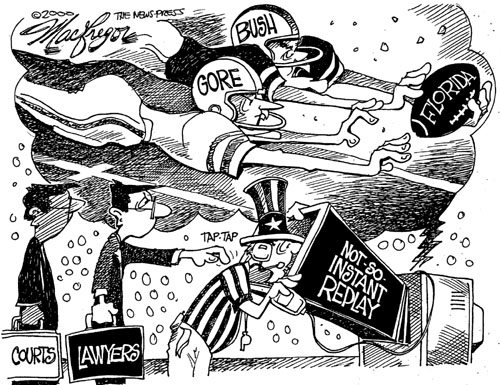 ©2000
MacGregor
THE NEWS-PRESS
BUSH
GORE
FLORIDA
TAP-TAP
NOT SO
INSTANT
REPLAY
COURTS
LAWYERS